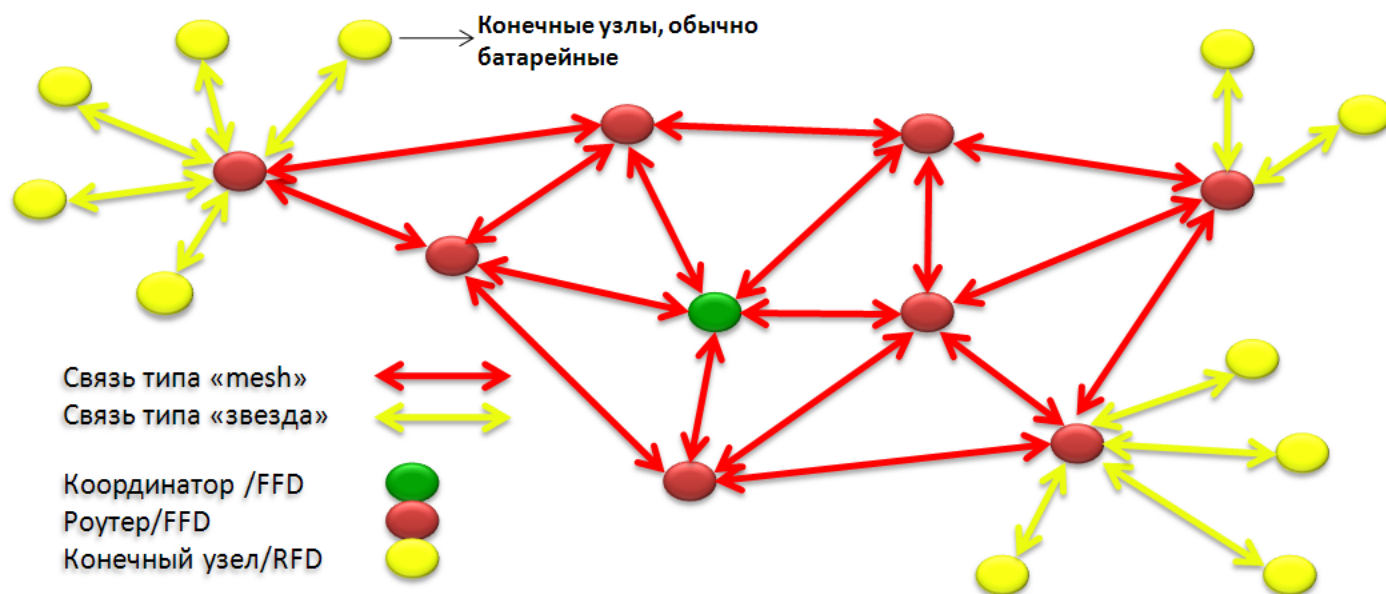 Конечные узлы, обычно
батарейные
Связь типа «mesh»
Связь типа «звезда»
Координатор /FFD
Роутер/FFD
Конечный узел/RFD